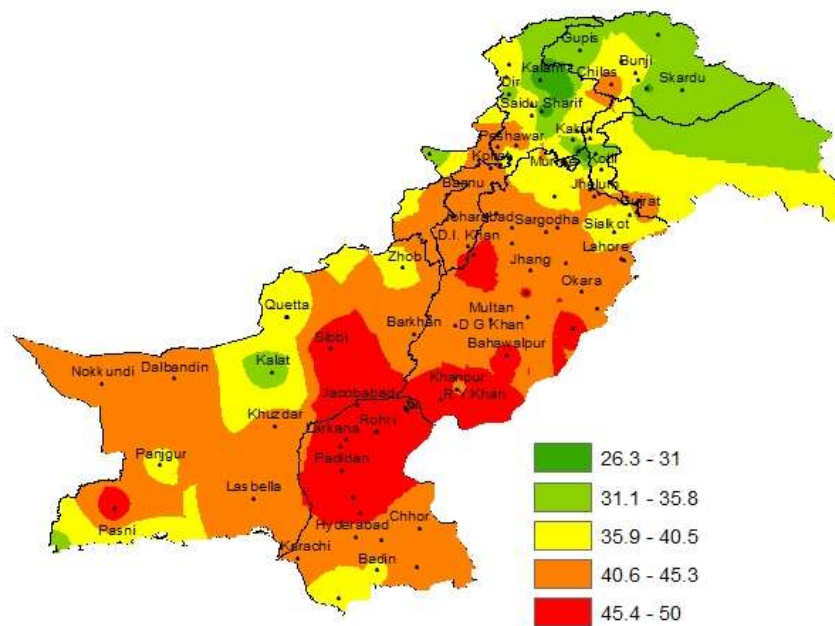 Gupis
Kalam
Chilas
Bunji
Dir
Skardu
Saidu Sharif
Kakul
Peshawar
Kohat
Murree
Kotli
Bannu
Jhelum
Gujrat
Joharabad
Sargodha
Sialkot
D.I. Khan
Lahore
Zhob
Jhang
Okara
Quetta
Multan
Barkhan
D G Khan
Sibbi
Bahawalpur
Kalat
Dalbandin
Nokkundi
Khanpur
Jacobabad
R Y Khan
Khuzdar
Rohri
Larkana
Panjgur
Padidan
Lasbella
Pasni
Hyderabad
Chhor
Karachi
Badin
26.3 - 31
31.1 - 35.8
35.9 - 40.5
40.6 - 45.3
45.4 - 50